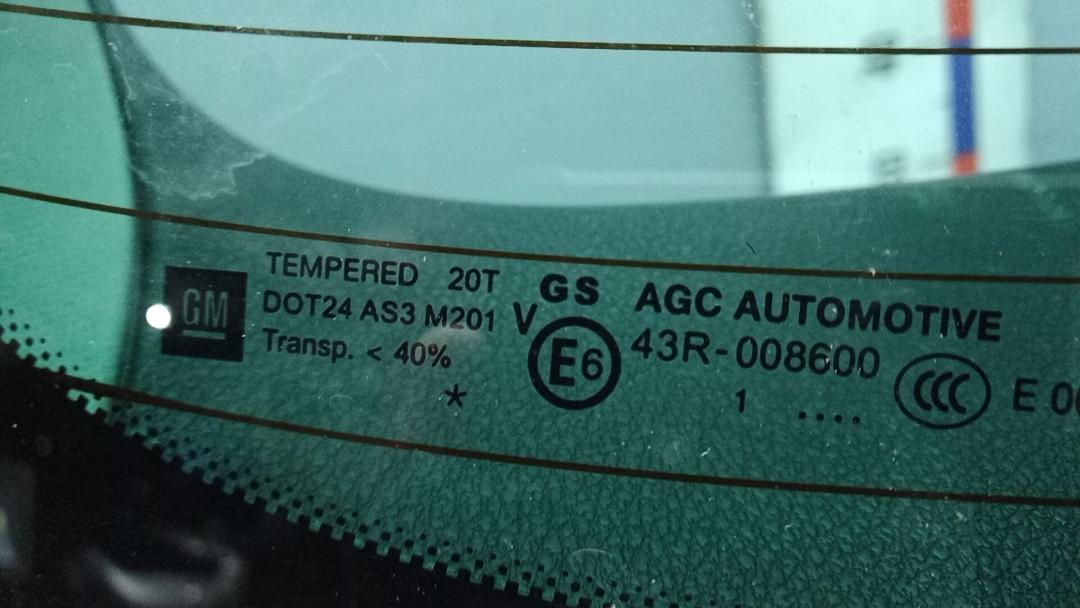 GM
TEMPERED 20T
DOT24 AS3 M201
Transp. < 40%
*
GS
V E6
AGC AUTOMOTIVE
43R-008600
1 ....
CCC
E